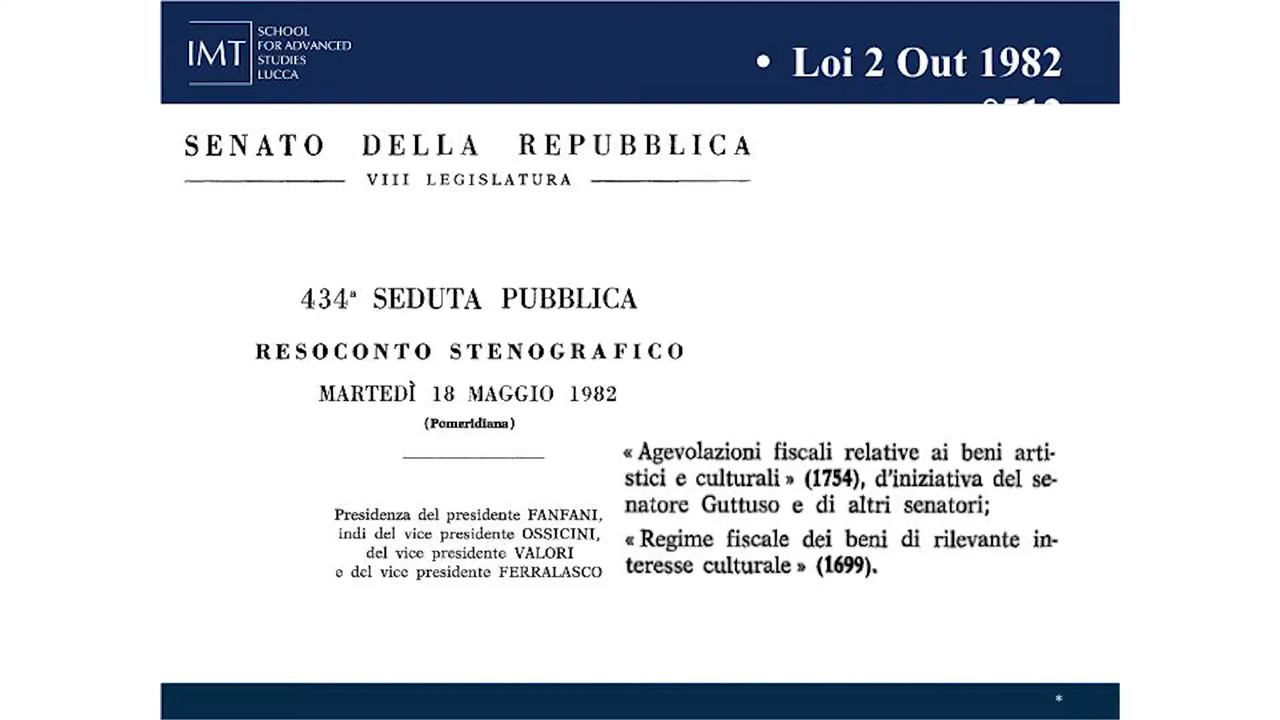 IMT
SCHOOL
FOR ADVANCED
STUDIES
LUCCA
• Loi 2 Out 1982
SENATO DELLA REPUBBLICA
VIII LEGISLATURA
434ª SEDUTA PUBBLICA
RESOCONTO STENOGRAFICO
MARTEDÌ 18 MAGGIO 1982
(Pomeridiana)
Presidenza del presidente FANFANI,
indi del vice presidente OSSICINI,
del vice presidente VALORI
e del vice presidente FERRALASCO
« Agevolazioni fiscali relative ai beni arti-
stici e culturali » (1754), d'iniziativa del se-
natore Guttuso e di altri senatori;
« Regime fiscale dei beni di rilevante in-
teresse culturale » (1699).
*